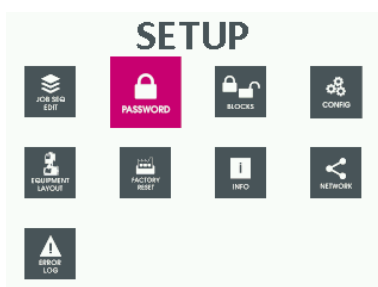 SETUP
JOB SEQ
EDIT
PASSWORD
BLOCKS
CONFIG
EQUIPMENT
LAYOUT
FACTORY
RESET
INFO
NETWORK
ERROR
LOG